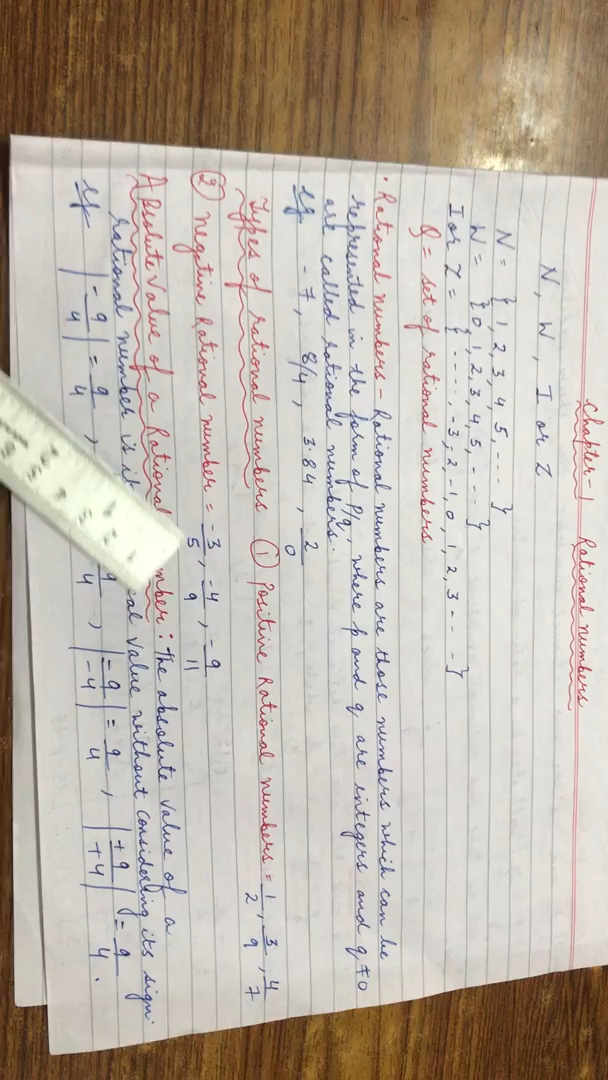 Chapter-1 Rational Numbers
N, W, I or Z
N = { 1, 2, 3, 4, 5, --- }
W = { 0, 1, 2, 3, 4, 5, --- }
I or Z = { ----, -3, -2, -1, 0, 1, 2, 3 --- }
Q = set of rational numbers
• Rational numbers - Rational numbers are those numbers which can be
represented in the form of P/q, where p and q are integers and q ≠ 0
are called rational numbers.
eg -7, 8/4, 3.84, 2/0
Types of rational numbers ① Positive Rational numbers = 1/2, 3/9, 4/7
② Negative Rational number = -3/5, -4/9, -9/11
Absolute Value of a Rational : The absolute value of a
rational number is value without considering its sign.
eg |-9/4| = 9/4, 9/4, |-9/-4| = 9/4, |+9/+4| = 9/4.